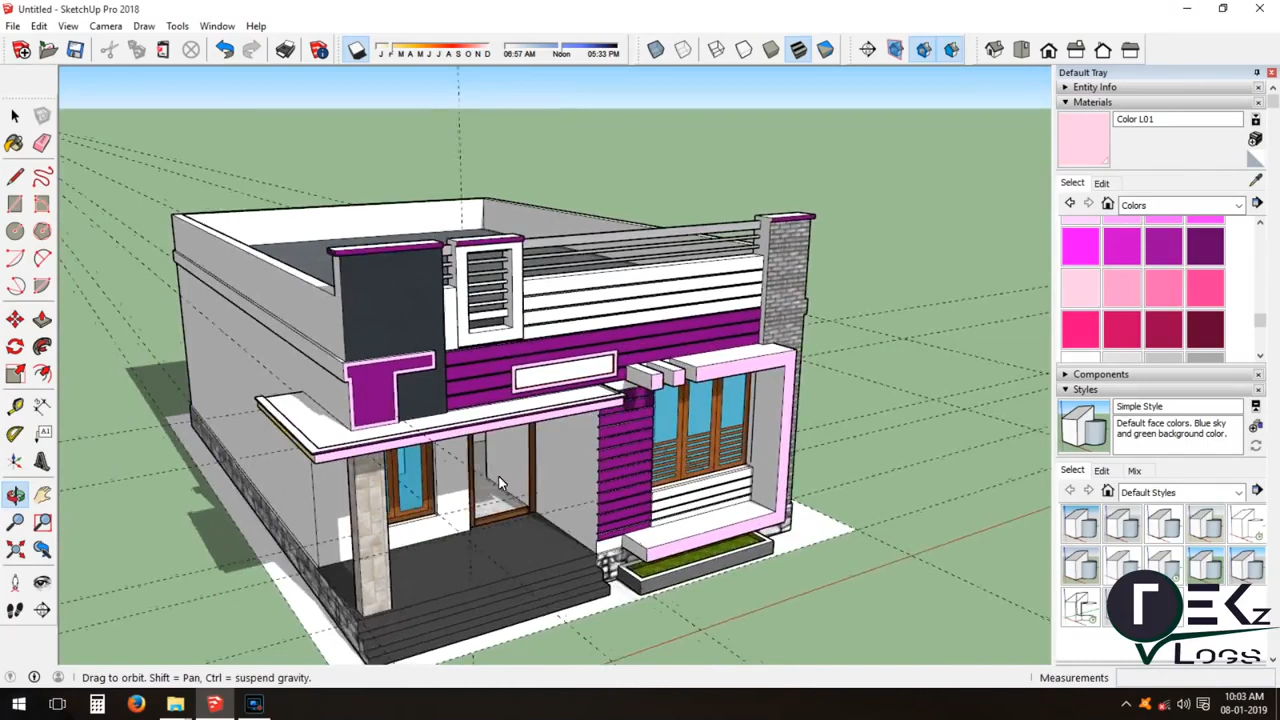 Untitled - SketchUp Pro 2018
File Edit View Camera Draw Tools Window Help
J F M A M J J A S O N D
06:57 AM Noon 05:33 PM
Default Tray
Entity Info
Materials
Color L01
Select Edit
Colors
Components
Styles
Simple Style
Default face colors. Blue sky and green background color.
Select Edit Mix
Default Styles
A1
TEKz
VLogs
Drag to orbit. Shift = Pan, Ctrl = suspend gravity.
Measurements
10:03 AM
08-01-2019